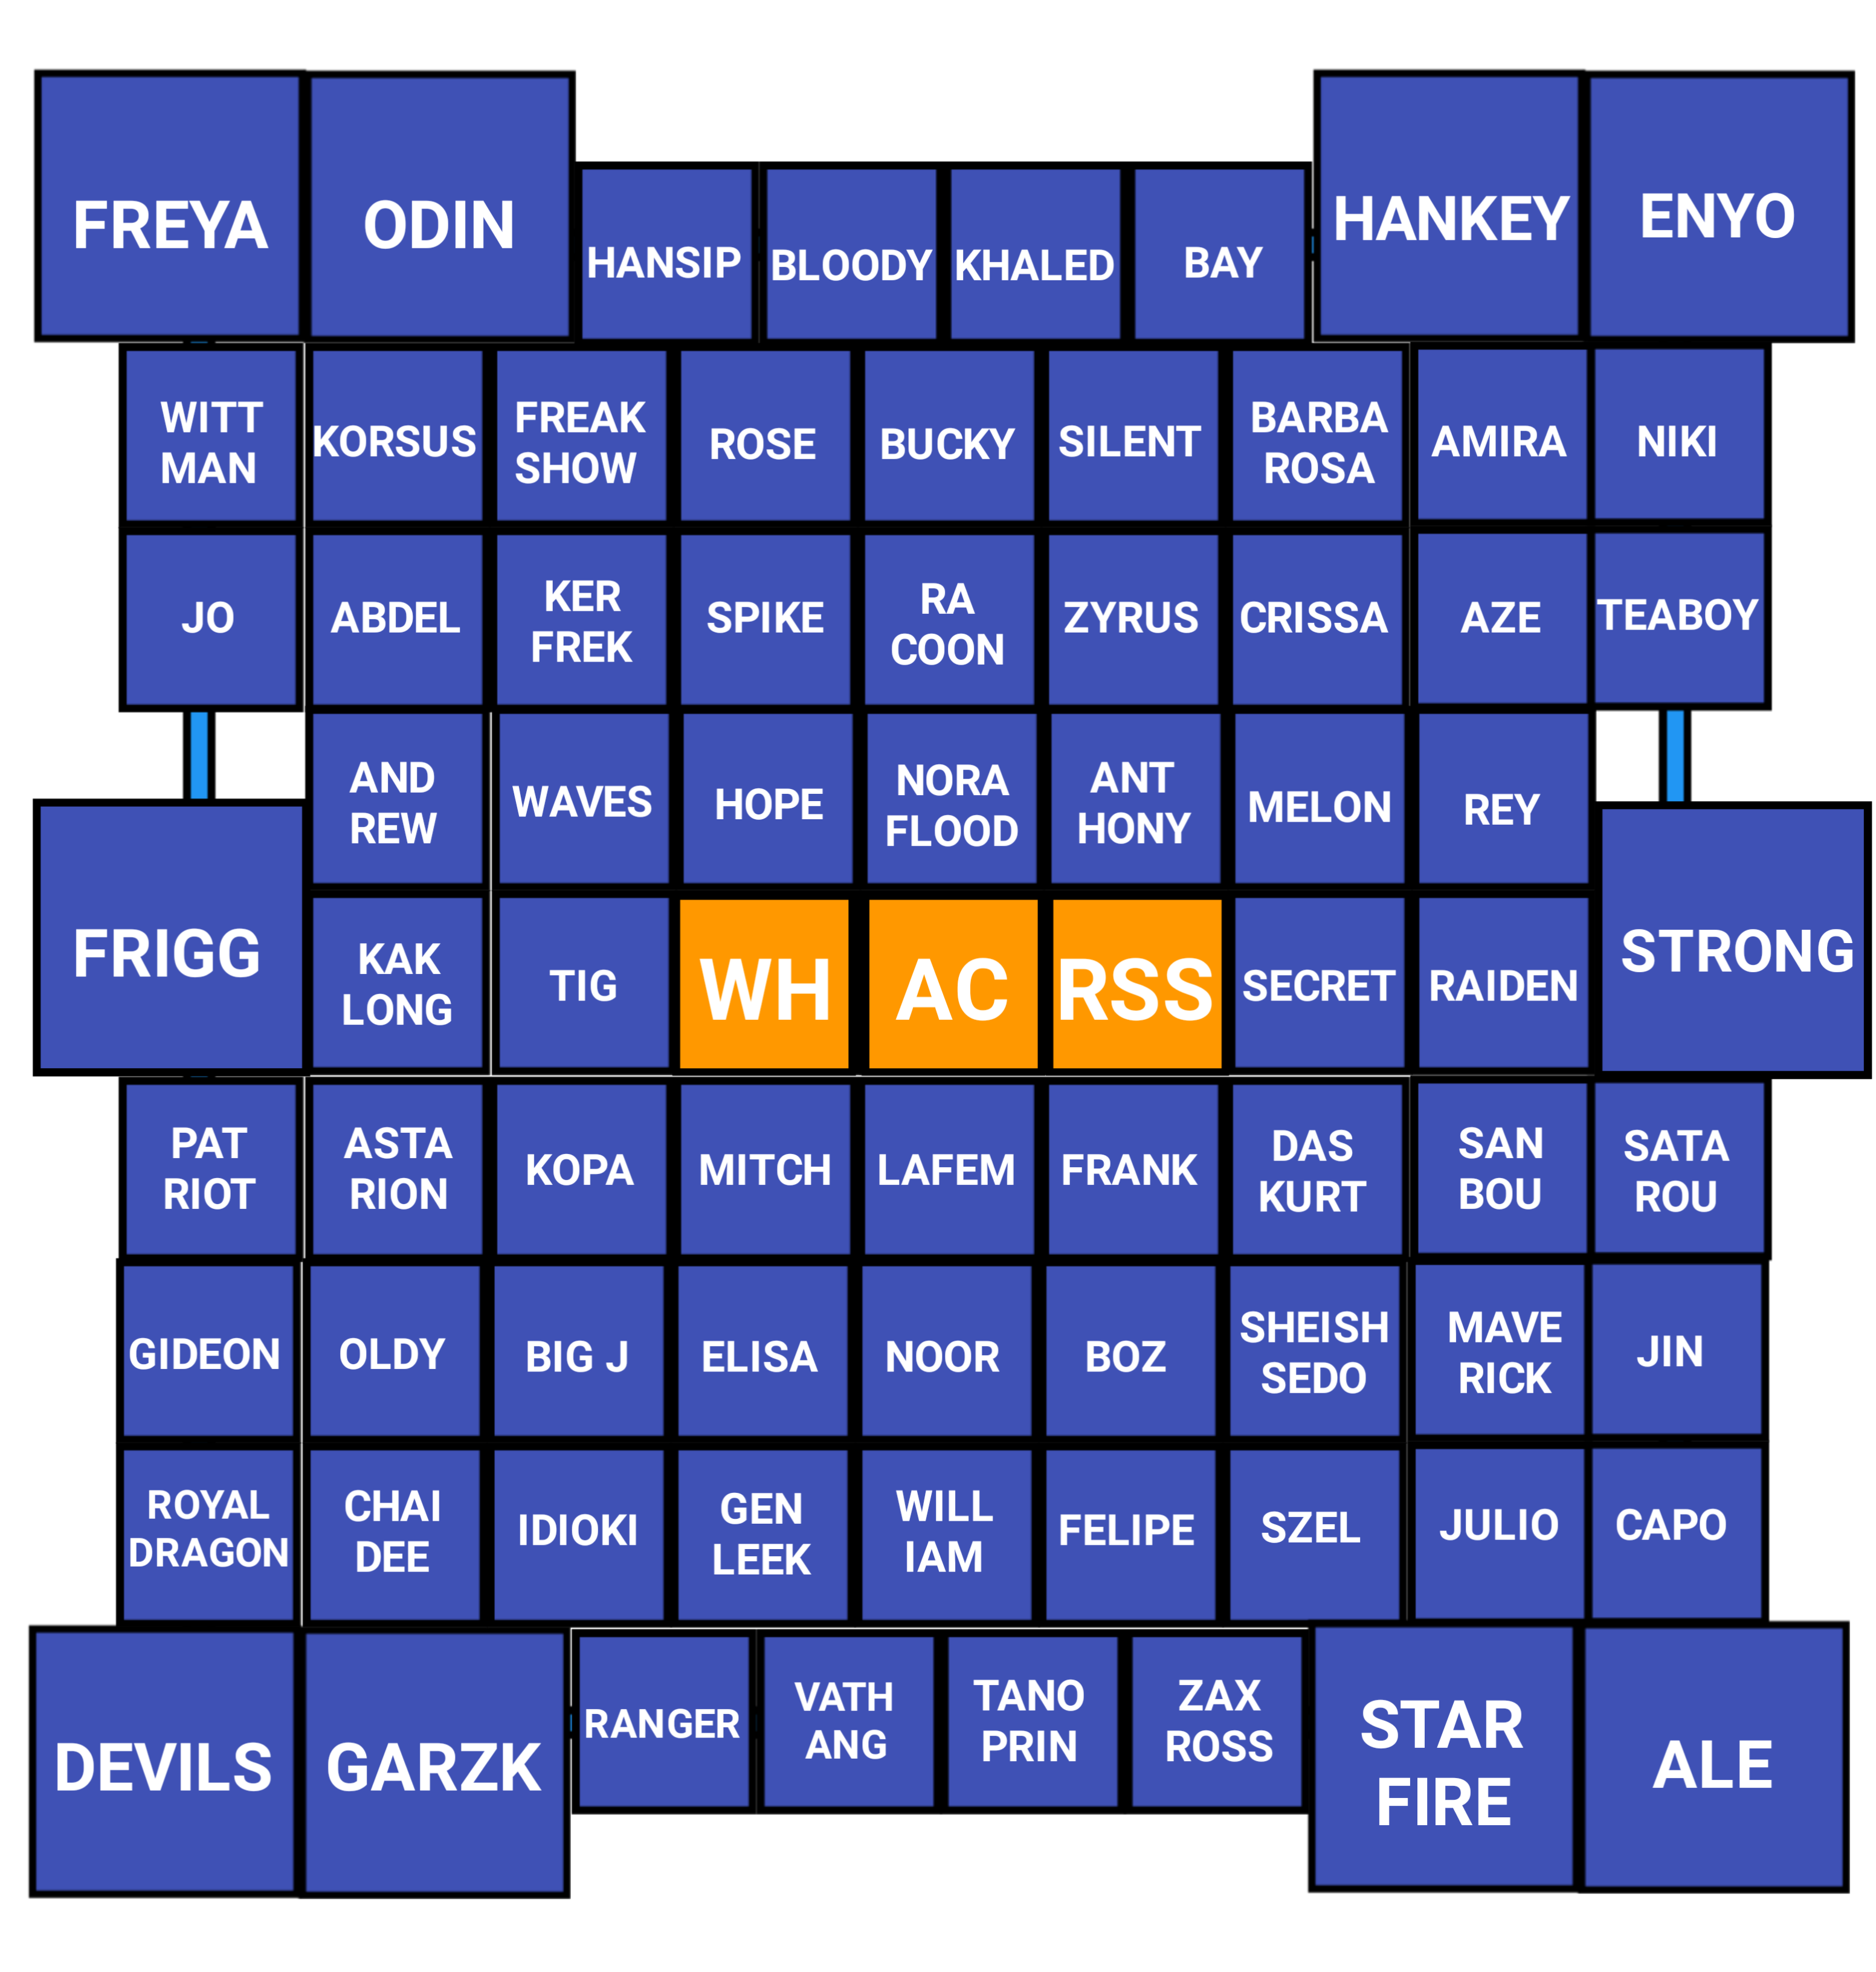 FREYA
ODIN
HANSIP
BLOODY
KHALED
BAY
HANKEY
ENYO
WITT
MAN
KORSUS
FREAK
SHOW
ROSE
BUCKY
SILENT
BARBA
ROSA
AMIRA
NIKI
JO
ABDEL
KER
FREK
SPIKE
RA
COON
ZYRUS
CRISSA
AZE
TEABOY
AND
REW
WAVES
HOPE
NORA
FLOOD
ANT
HONY
MELON
REY
FRIGG
KAK
LONG
TIG
WH
AC
RSS
SECRET
RAIDEN
STRONG
PAT
RIOT
ASTA
RION
KOPA
MITCH
LAFEM
FRANK
DAS
KURT
SAN
BOU
SATA
ROU
GIDEON
OLDY
BIG J
ELISA
NOOR
BOZ
SHEISH
SEDO
MAVE
RICK
JIN
ROYAL
DRAGON
CHAI
DEE
IDIOKI
GEN
LEEK
WILL
IAM
FELIPE
SZEL
JULIO
CAPO
DEVILS
GARZK
RANGER
VATH
ANG
TANO
PRIN
ZAX
ROSS
STAR
FIRE
ALE